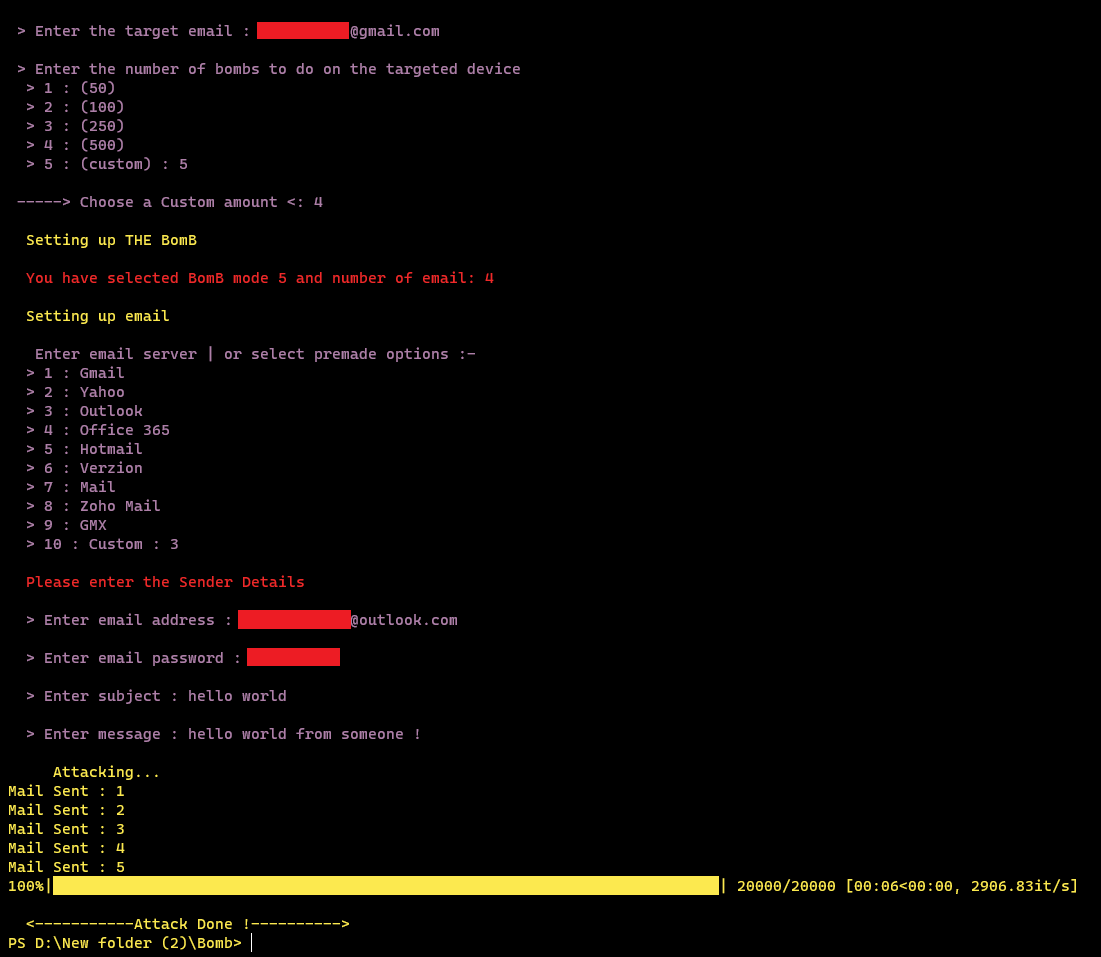 > Enter the target email : @gmail.com
> Enter the number of bombs to do on the targeted device
> 1 : (50)
> 2 : (100)
> 3 : (250)
> 4 : (500)
> 5 : (custom) : 5
-----> Choose a Custom amount <: 4
Setting up THE BomB
You have selected BomB mode 5 and number of email: 4
Setting up email
Enter email server | or select premade options :-
> 1 : Gmail
> 2 : Yahoo
> 3 : Outlook
> 4 : Office 365
> 5 : Hotmail
> 6 : Verzion
> 7 : Mail
> 8 : Zoho Mail
> 9 : GMX
> 10 : Custom : 3
Please enter the Sender Details
> Enter email address : @outlook.com
> Enter email password :
> Enter subject : hello world
> Enter message : hello world from someone !
Attacking...
Mail Sent : 1
Mail Sent : 2
Mail Sent : 3
Mail Sent : 4
Mail Sent : 5
100%| | 20000/20000 [00:06<00:00, 2906.83it/s]
<-----------Attack Done !---------->
PS D:\New folder (2)\Bomb>